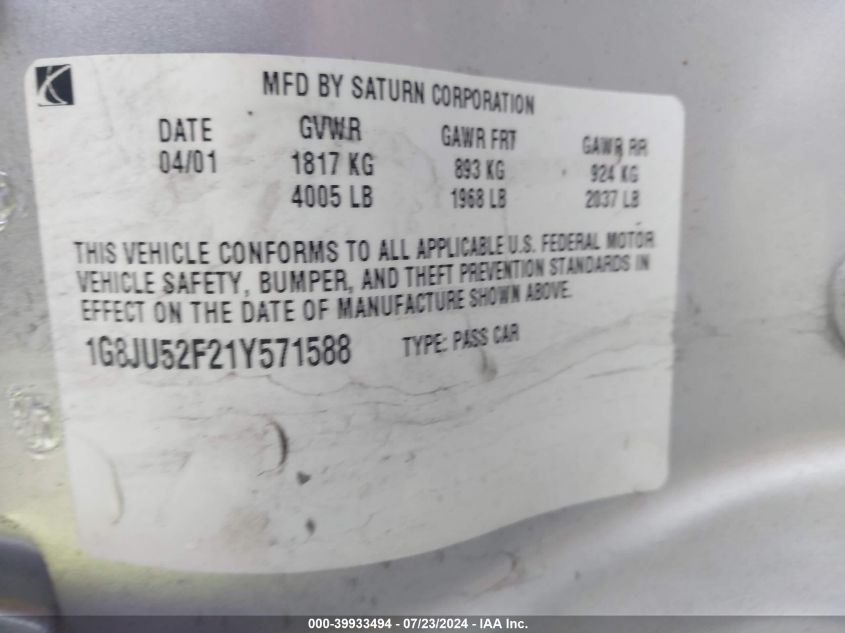 MFD BY SATURN CORPORATION
DATE GVWR GAWR FRT GAWR RR
04/01 1817 KG 893 KG 924 KG
4005 LB 1968 LB 2037 LB
THIS VEHICLE CONFORMS TO ALL APPLICABLE U.S. FEDERAL MOTOR
VEHICLE SAFETY, BUMPER, AND THEFT PREVENTION STANDARDS IN
EFFECT ON THE DATE OF MANUFACTURE SHOWN ABOVE.
1G8JU52F21Y571588 TYPE: PASS CAR
000-39933494 - 07/23/2024 - IAA Inc.